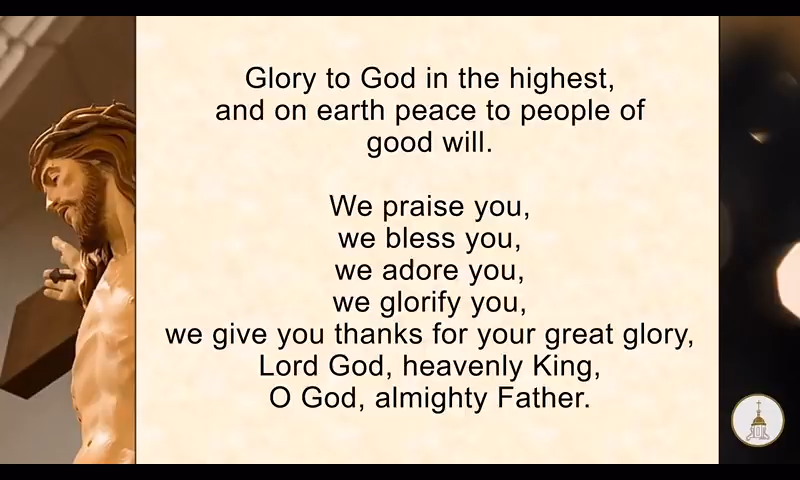 Glory to God in the highest,
and on earth peace to people of
good will.
We praise you,
we bless you,
we adore you,
we glorify you,
we give you thanks for your great glory,
Lord God, heavenly King,
O God, almighty Father.